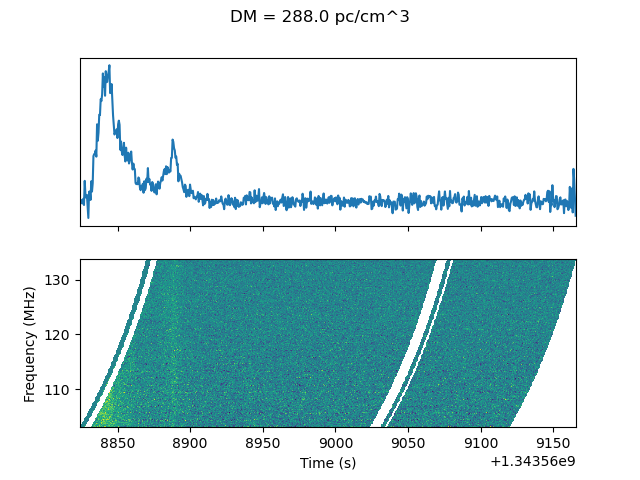 DM = 288.0 pc/cm^3
130
120
110
Frequency (MHz)
8850 8900 8950 9000 9050 9100 9150
Time (s)
+1.34356e9